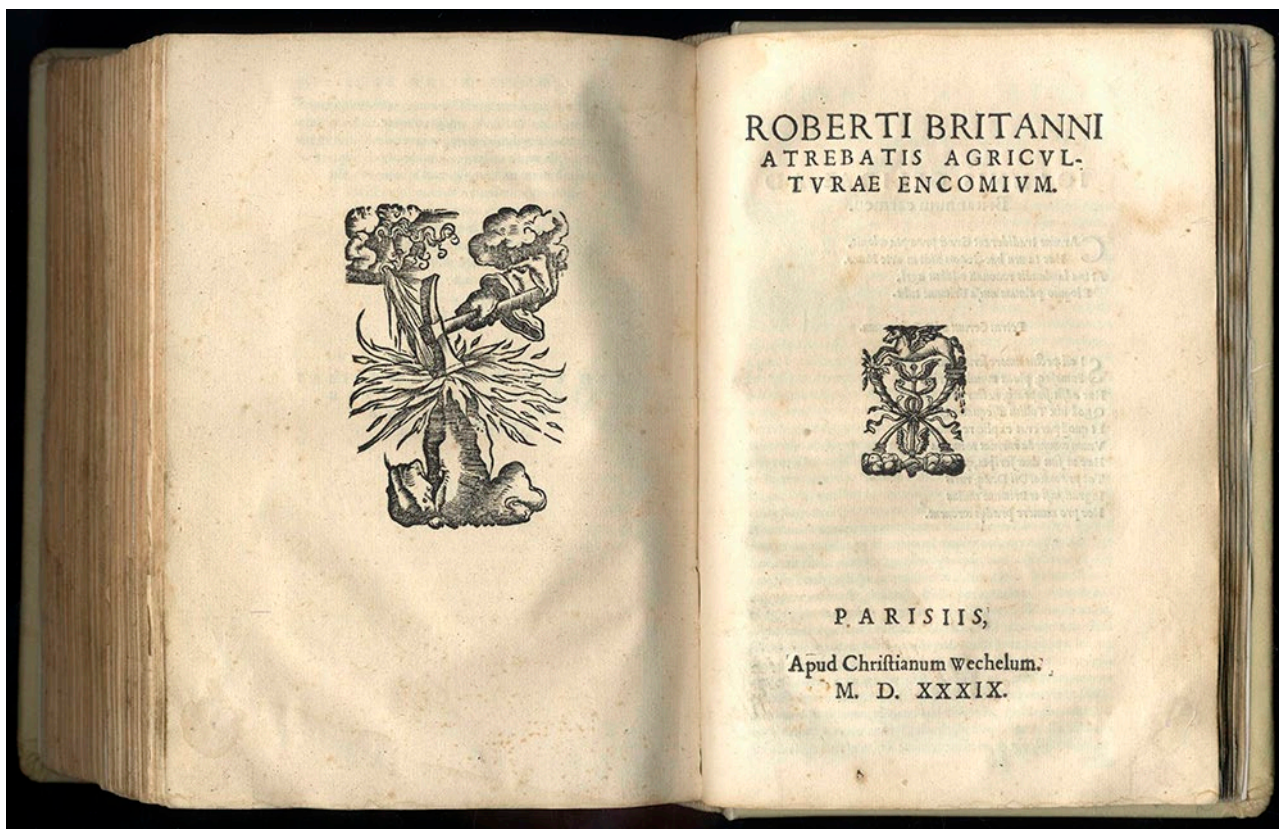 ROBERTI BRITANNI
ATREBATIS AGRICVL-
TVRAE ENCOMIVM.
PARISIIS,
Apud Chriſtianum Wechelum.
M. D. XXXIX.